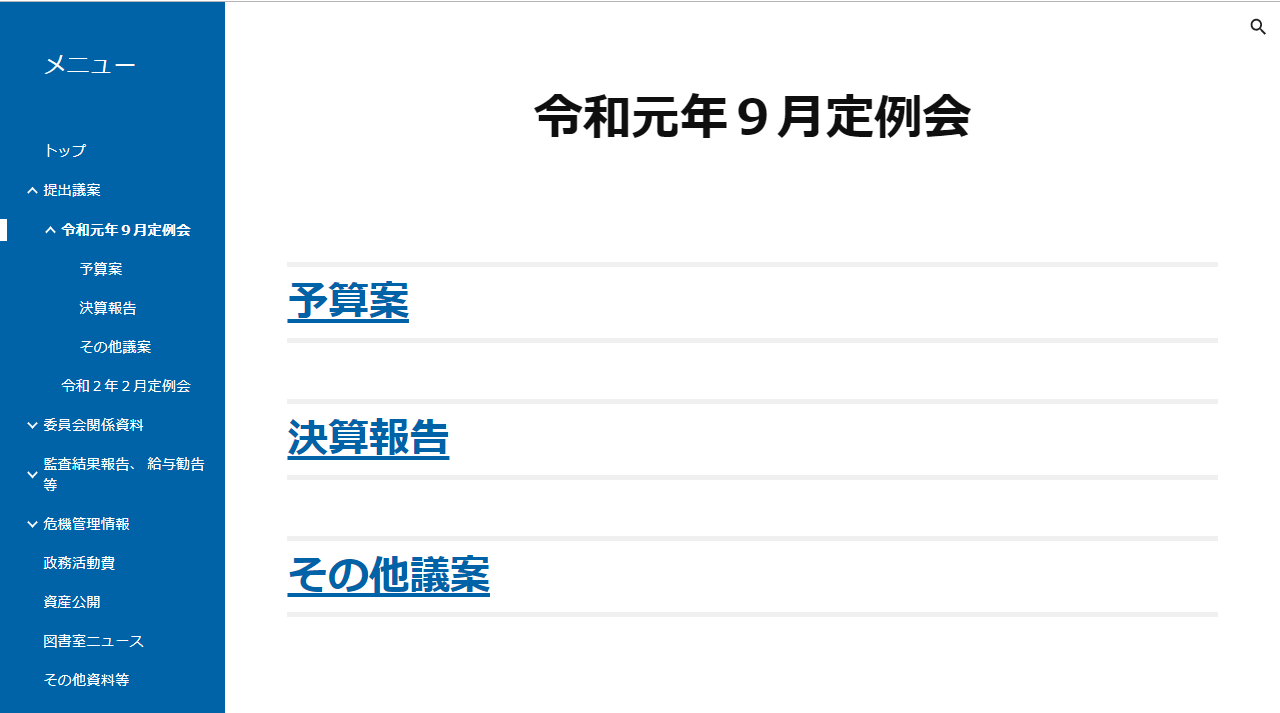 メニュー
トップ
提出議案
令和元年９月定例会
予算案
決算報告
その他議案
令和２年２月定例会
委員会関係資料
監査結果報告、 給与勧告
等
危機管理情報
政務活動費
資産公開
図書室ニュース
その他資料等
令和元年９月定例会
予算案
決算報告
その他議案